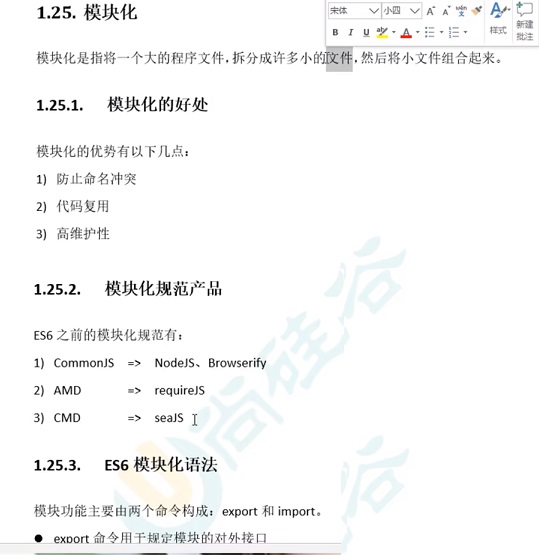 1.25. 模块化
宋体 小四
B I U 样式 新建批注
模块化是指将一个大的程序文件,拆分成许多小的文件,然后将小文件组合起来。
1.25.1. 模块化的好处
模块化的优势有以下几点:
1) 防止命名冲突
2) 代码复用
3) 高维护性
1.25.2. 模块化规范产品
ES6 之前的模块化规范有:
1) CommonJS => NodeJS、Browserify
2) AMD => requireJS
3) CMD => seaJS
1.25.3. ES6 模块化语法
模块功能主要由两个命令构成:export 和 import。
● export 命令用于规定模块的对外接口
尚硅谷